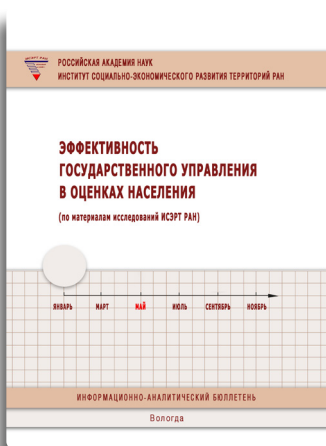 РОССИЙСКАЯ АКАДЕМИЯ НАУК
ИНСТИТУТ СОЦИАЛЬНО-ЭКОНОМИЧЕСКОГО РАЗВИТИЯ ТЕРРИТОРИЙ РАН
ЭФФЕКТИВНОСТЬ
ГОСУДАРСТВЕННОГО УПРАВЛЕНИЯ
В ОЦЕНКАХ НАСЕЛЕНИЯ
(по материалам исследований ИСЭРТ РАН)
ЯНВАРЬ МАРТ МАЙ ИЮЛЬ СЕНТЯБРЬ НОЯБРЬ
ИНФОРМАЦИОННО-АНАЛИТИЧЕСКИЙ БЮЛЛЕТЕНЬ
Вологда